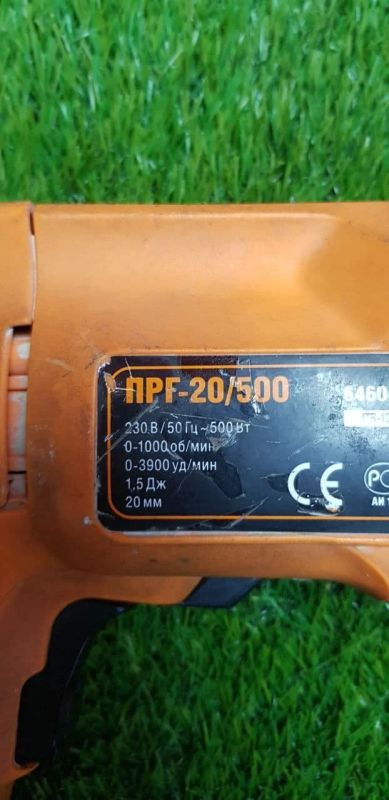 ПРГ-20/500
230 В / 50 Гц ~ 500 Вт
0-1000 об/мин
0-3900 уд/мин
1,5 Дж
20 мм
CE